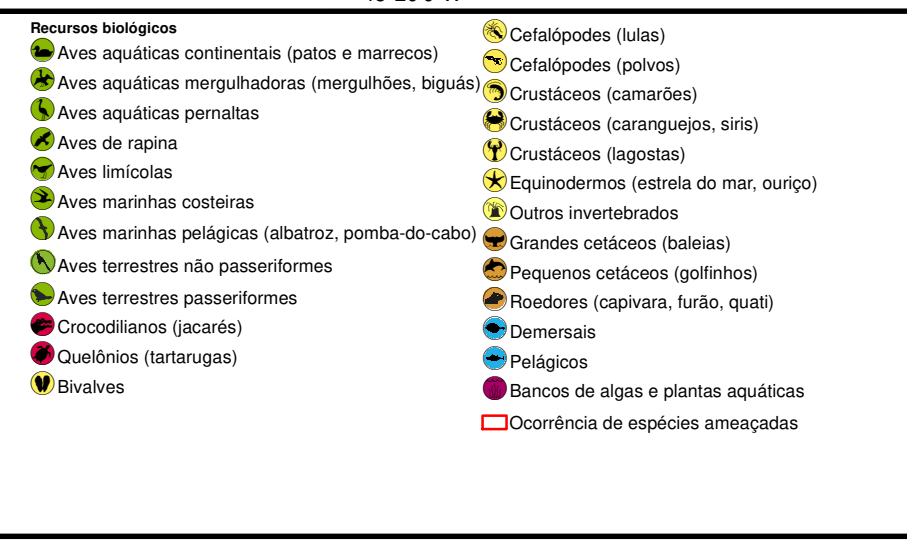 Recursos biológicos
Aves aquáticas continentais (patos e marrecos)
Aves aquáticas mergulhadoras (mergulhões, biguás)
Aves aquáticas pernaltas
Aves de rapina
Aves limícolas
Aves marinhas costeiras
Aves marinhas pelágicas (albatroz, pomba-do-cabo)
Aves terrestres não passeriformes
Aves terrestres passeriformes
Crocodilianos (jacarés)
Quelônios (tartarugas)
Bivalves
Cefalópodes (lulas)
Cefalópodes (polvos)
Crustáceos (camarões)
Crustáceos (caranguejos, siris)
Crustáceos (lagostas)
Equinodermos (estrela do mar, ouriço)
Outros invertebrados
Grandes cetáceos (baleias)
Pequenos cetáceos (golfinhos)
Roedores (capivara, furão, quati)
Demersais
Pelágicos
Bancos de algas e plantas aquáticas
Ocorrência de espécies ameaçadas